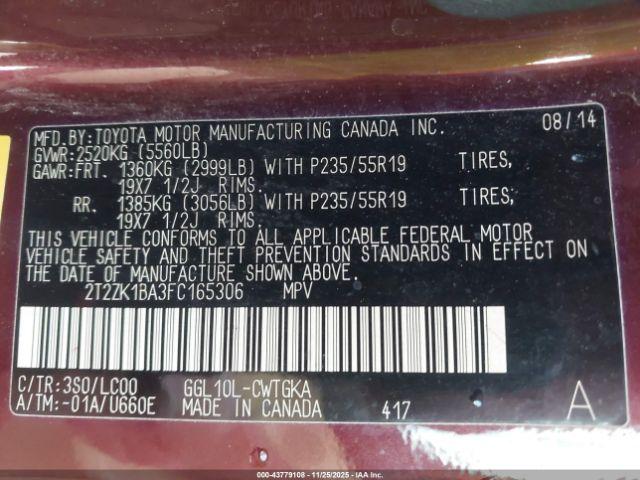 MFD.BY:TOYOTA MOTOR MANUFACTURING CANADA INC. 08/14
GVWR:2520KG (5560LB)
GAWR:FRT. 1360KG (2999LB) WITH P235/55R19 TIRES,
19X7 1/2J RIMS.
RR. 1385KG (3056LB) WITH P235/55R19 TIRES,
19X7 1/2J RIMS.
THIS VEHICLE CONFORMS TO ALL APPLICABLE FEDERAL MOTOR
VEHICLE SAFETY AND THEFT PREVENTION STANDARDS IN EFFECT ON
THE DATE OF MANUFACTURE SHOWN ABOVE.
2T2ZK1BA3FC165306 MPV
C/TR:3S0/LC00 GGL10L-CWTGKA
A/TM:-01A/U660E MADE IN CANADA 417 A
000-43779108 - 11/25/2025 - IAAI.COM